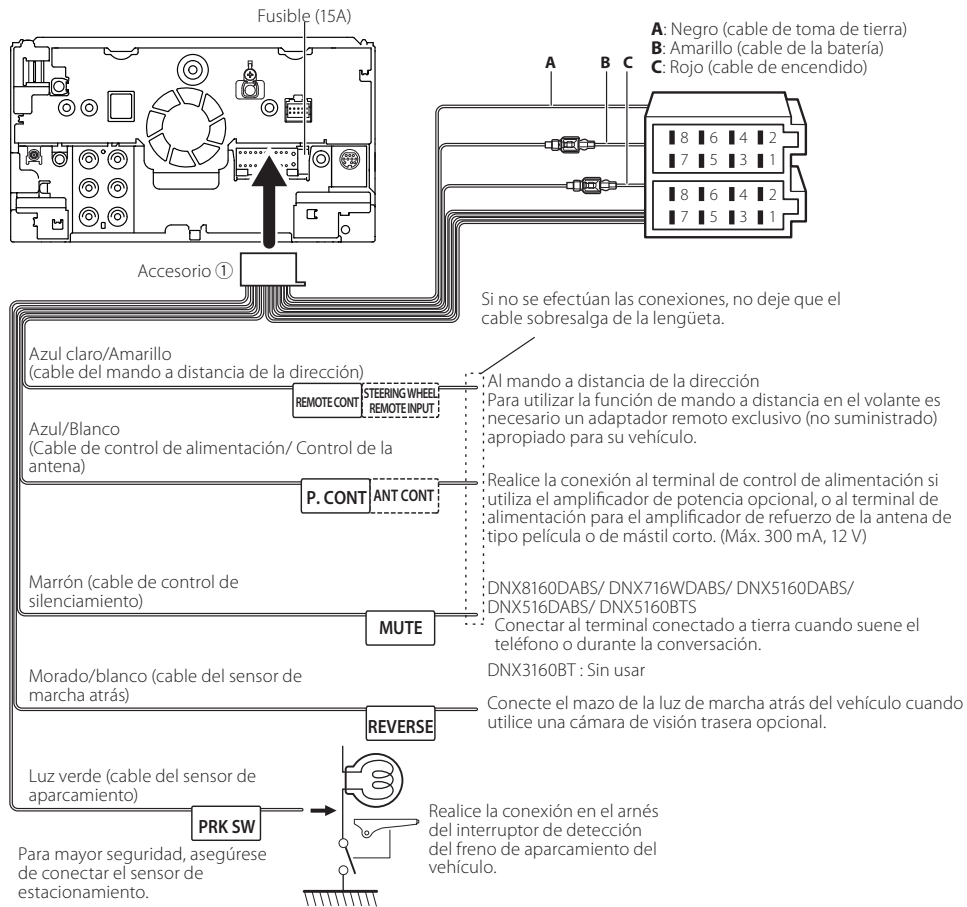 Fusible (15A)
A: Negro (cable de toma de tierra)
B: Amarillo (cable de la batería)
C: Rojo (cable de encendido)
A B C
8 6 4 2
7 5 3 1
8 6 4 2
7 5 3 1
Accesorio ①
Si no se efectúan las conexiones, no deje que el
cable sobresalga de la lengüeta.
Azul claro/Amarillo
(cable del mando a distancia de la dirección)
REMOTE CONT
STEERING WHEEL
REMOTE INPUT
Al mando a distancia de la dirección
Para utilizar la función de mando a distancia en el volante es
necesario un adaptador remoto exclusivo (no suministrado)
apropiado para su vehículo.
Azul/Blanco
(Cable de control de alimentación/ Control de la
antena)
P. CONT
ANT CONT
Realice la conexión al terminal de control de alimentación si
utiliza el amplificador de potencia opcional, o al terminal de
alimentación para el amplificador de refuerzo de la antena de
tipo película o de mástil corto. (Máx. 300 mA, 12 V)
Marrón (cable de control de
silenciamiento)
MUTE
DNX8160DABS/ DNX716WDABS/ DNX5160DABS/
DNX516DABS/ DNX5160BTS
Conectar al terminal conectado a tierra cuando suene el
teléfono o durante la conversación.
DNX3160BT : Sin usar
Morado/blanco (cable del sensor de
marcha atrás)
REVERSE
Conecte el mazo de la luz de marcha atrás del vehículo cuando
utilice una cámara de visión trasera opcional.
Luz verde (cable del sensor de
aparcamiento)
PRK SW
Para mayor seguridad, asegúrese
de conectar el sensor de
estacionamiento.
Realice la conexión en el arnés
del interruptor de detección
del freno de aparcamiento del
vehículo.